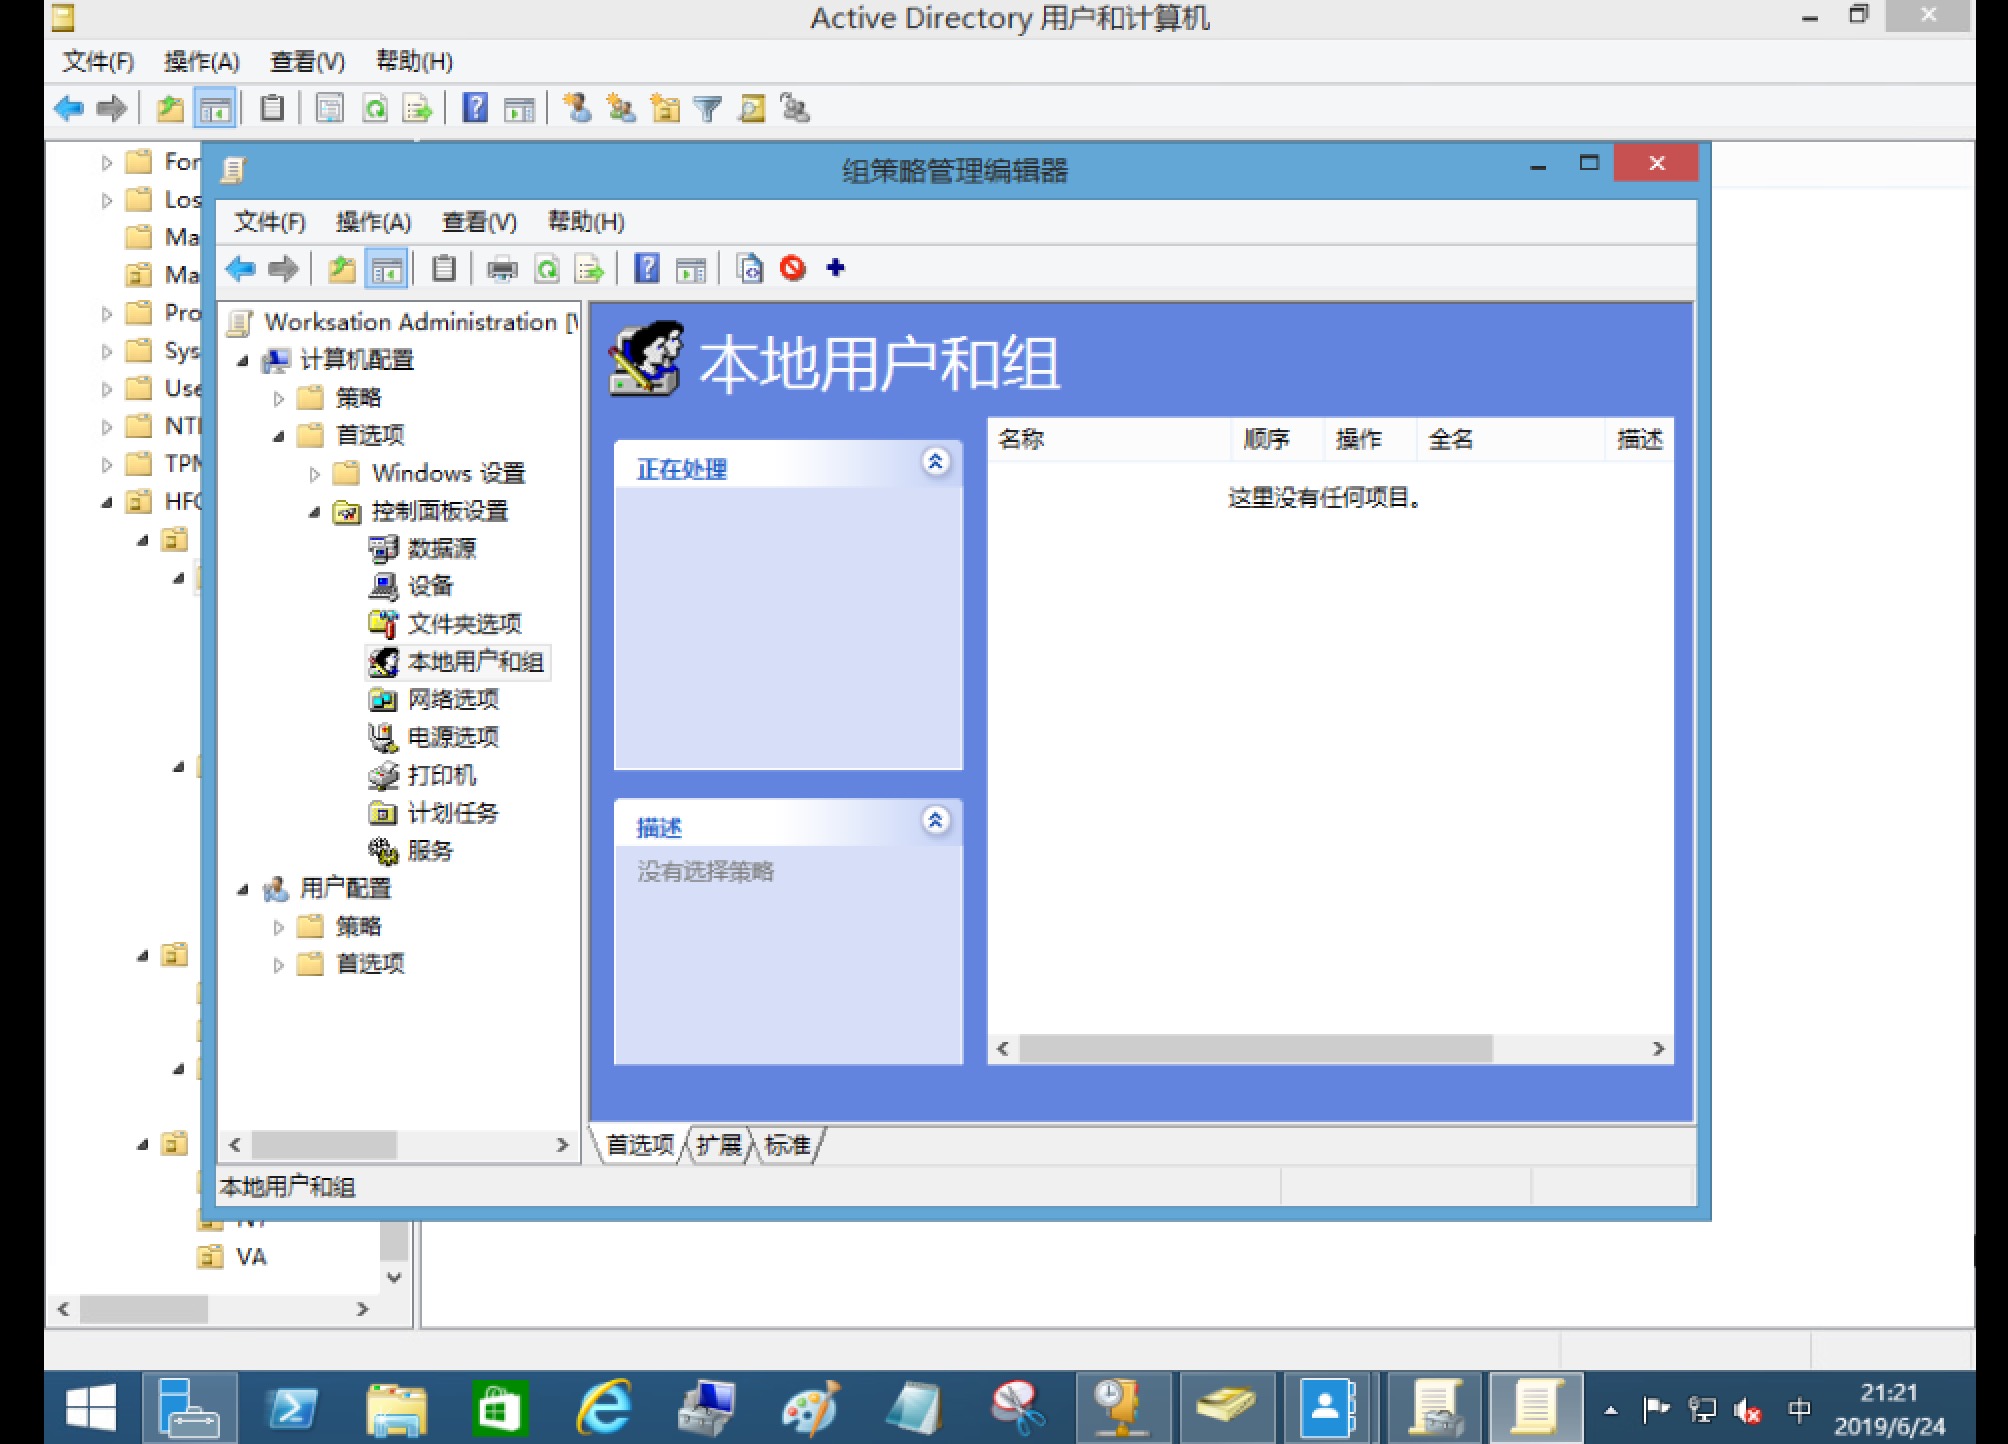 Active Directory 用户和计算机
文件(F) 操作(A) 查看(V) 帮助(H)
For
Los
Ma
Ma
Pro
Sys
Use
NTI
TPM
HFC
VA
组策略管理编辑器
文件(F) 操作(A) 查看(V) 帮助(H)
Worksation Administration [
计算机配置
策略
首选项
Windows 设置
控制面板设置
数据源
设备
文件夹选项
本地用户和组
网络选项
电源选项
打印机
计划任务
服务
用户配置
策略
首选项
本地用户和组
正在处理
描述
没有选择策略
名称 顺序 操作 全名 描述
这里没有任何项目。
首选项 扩展 标准
本地用户和组
中
21:21
2019/6/24